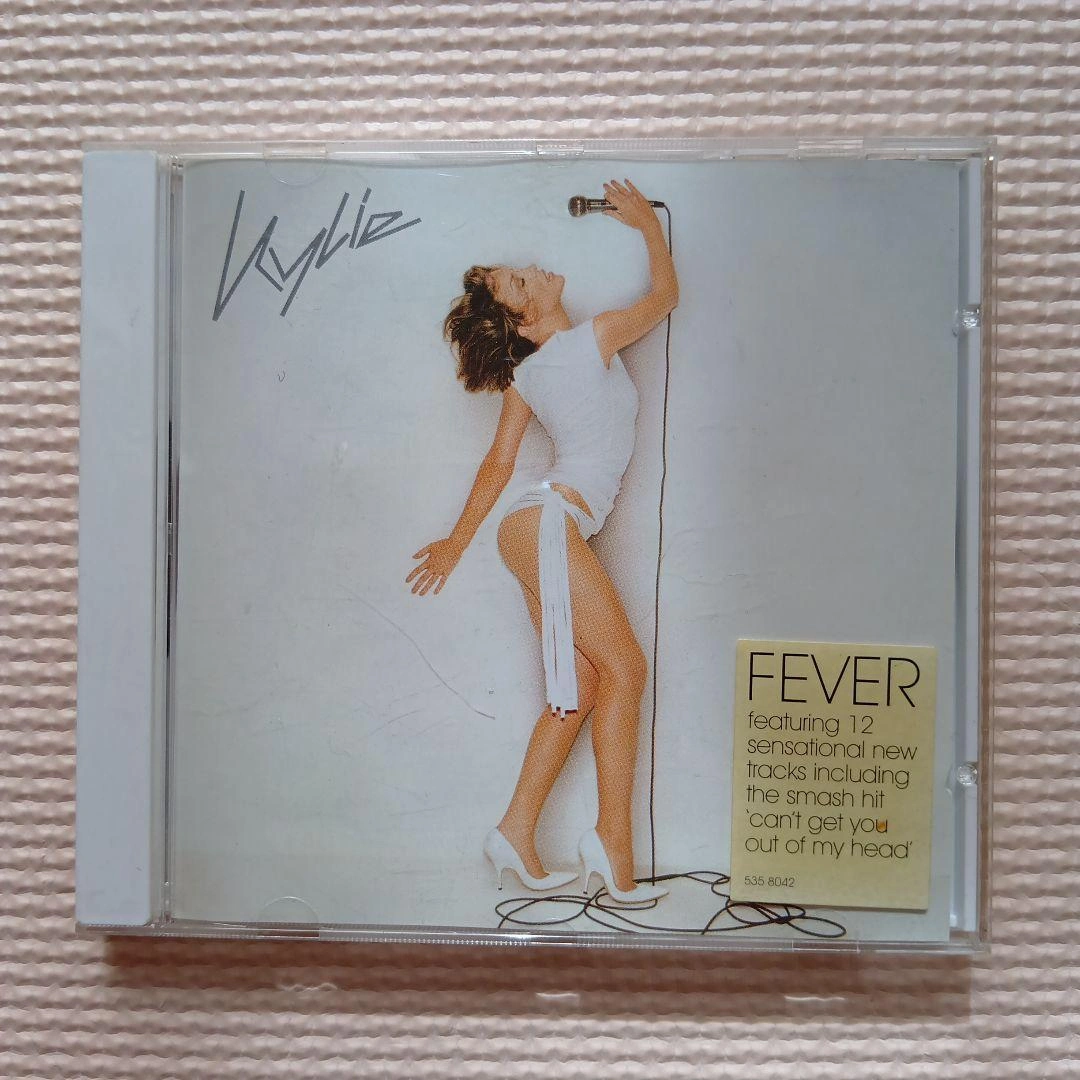 Kylie
FEVER
featuring 12
sensational new
tracks including
the smash hit
‘can't get you
out of my head’
535 8042